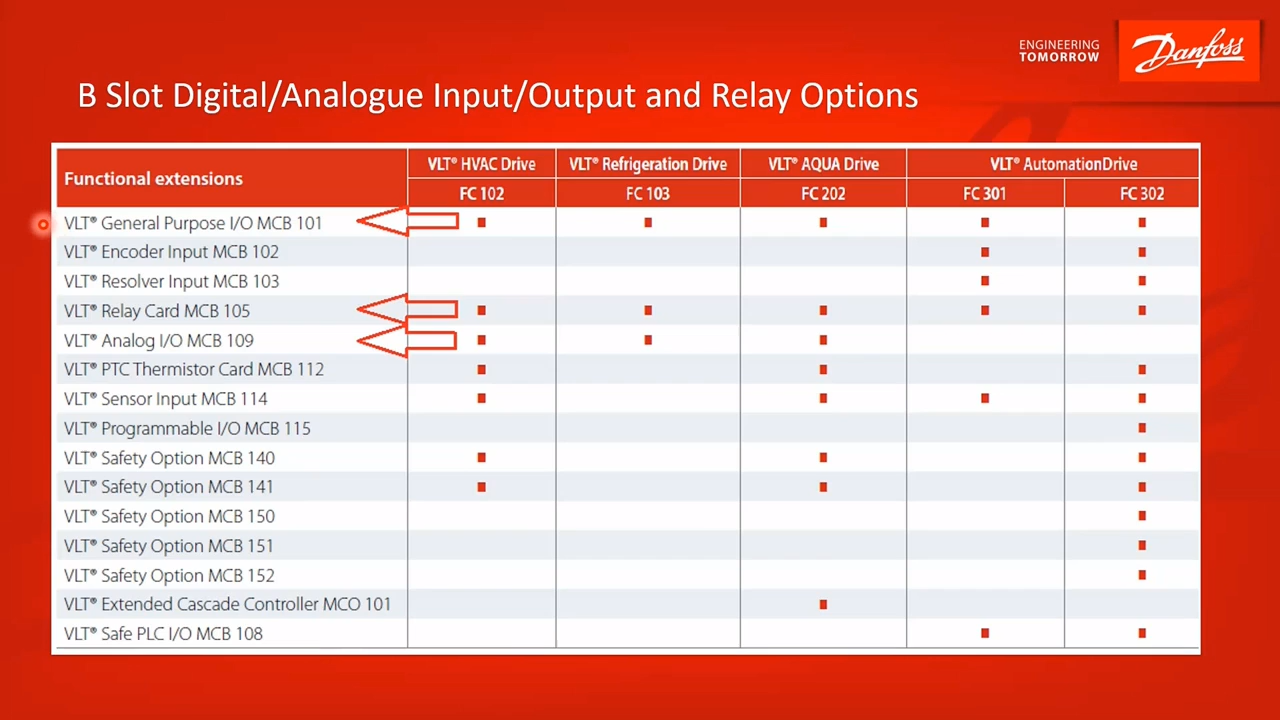 ENGINEERING
TOMORROW
Danfoss
B Slot Digital/Analogue Input/Output and Relay Options
Functional extensions
VLT® HVAC Drive
VLT® Refrigeration Drive
VLT® AQUA Drive
VLT® AutomationDrive
FC 102
FC 103
FC 202
FC 301
FC 302
VLT® General Purpose I/O MCB 101
VLT® Encoder Input MCB 102
VLT® Resolver Input MCB 103
VLT® Relay Card MCB 105
VLT® Analog I/O MCB 109
VLT® PTC Thermistor Card MCB 112
VLT® Sensor Input MCB 114
VLT® Programmable I/O MCB 115
VLT® Safety Option MCB 140
VLT® Safety Option MCB 141
VLT® Safety Option MCB 150
VLT® Safety Option MCB 151
VLT® Safety Option MCB 152
VLT® Extended Cascade Controller MCO 101
VLT® Safe PLC I/O MCB 108